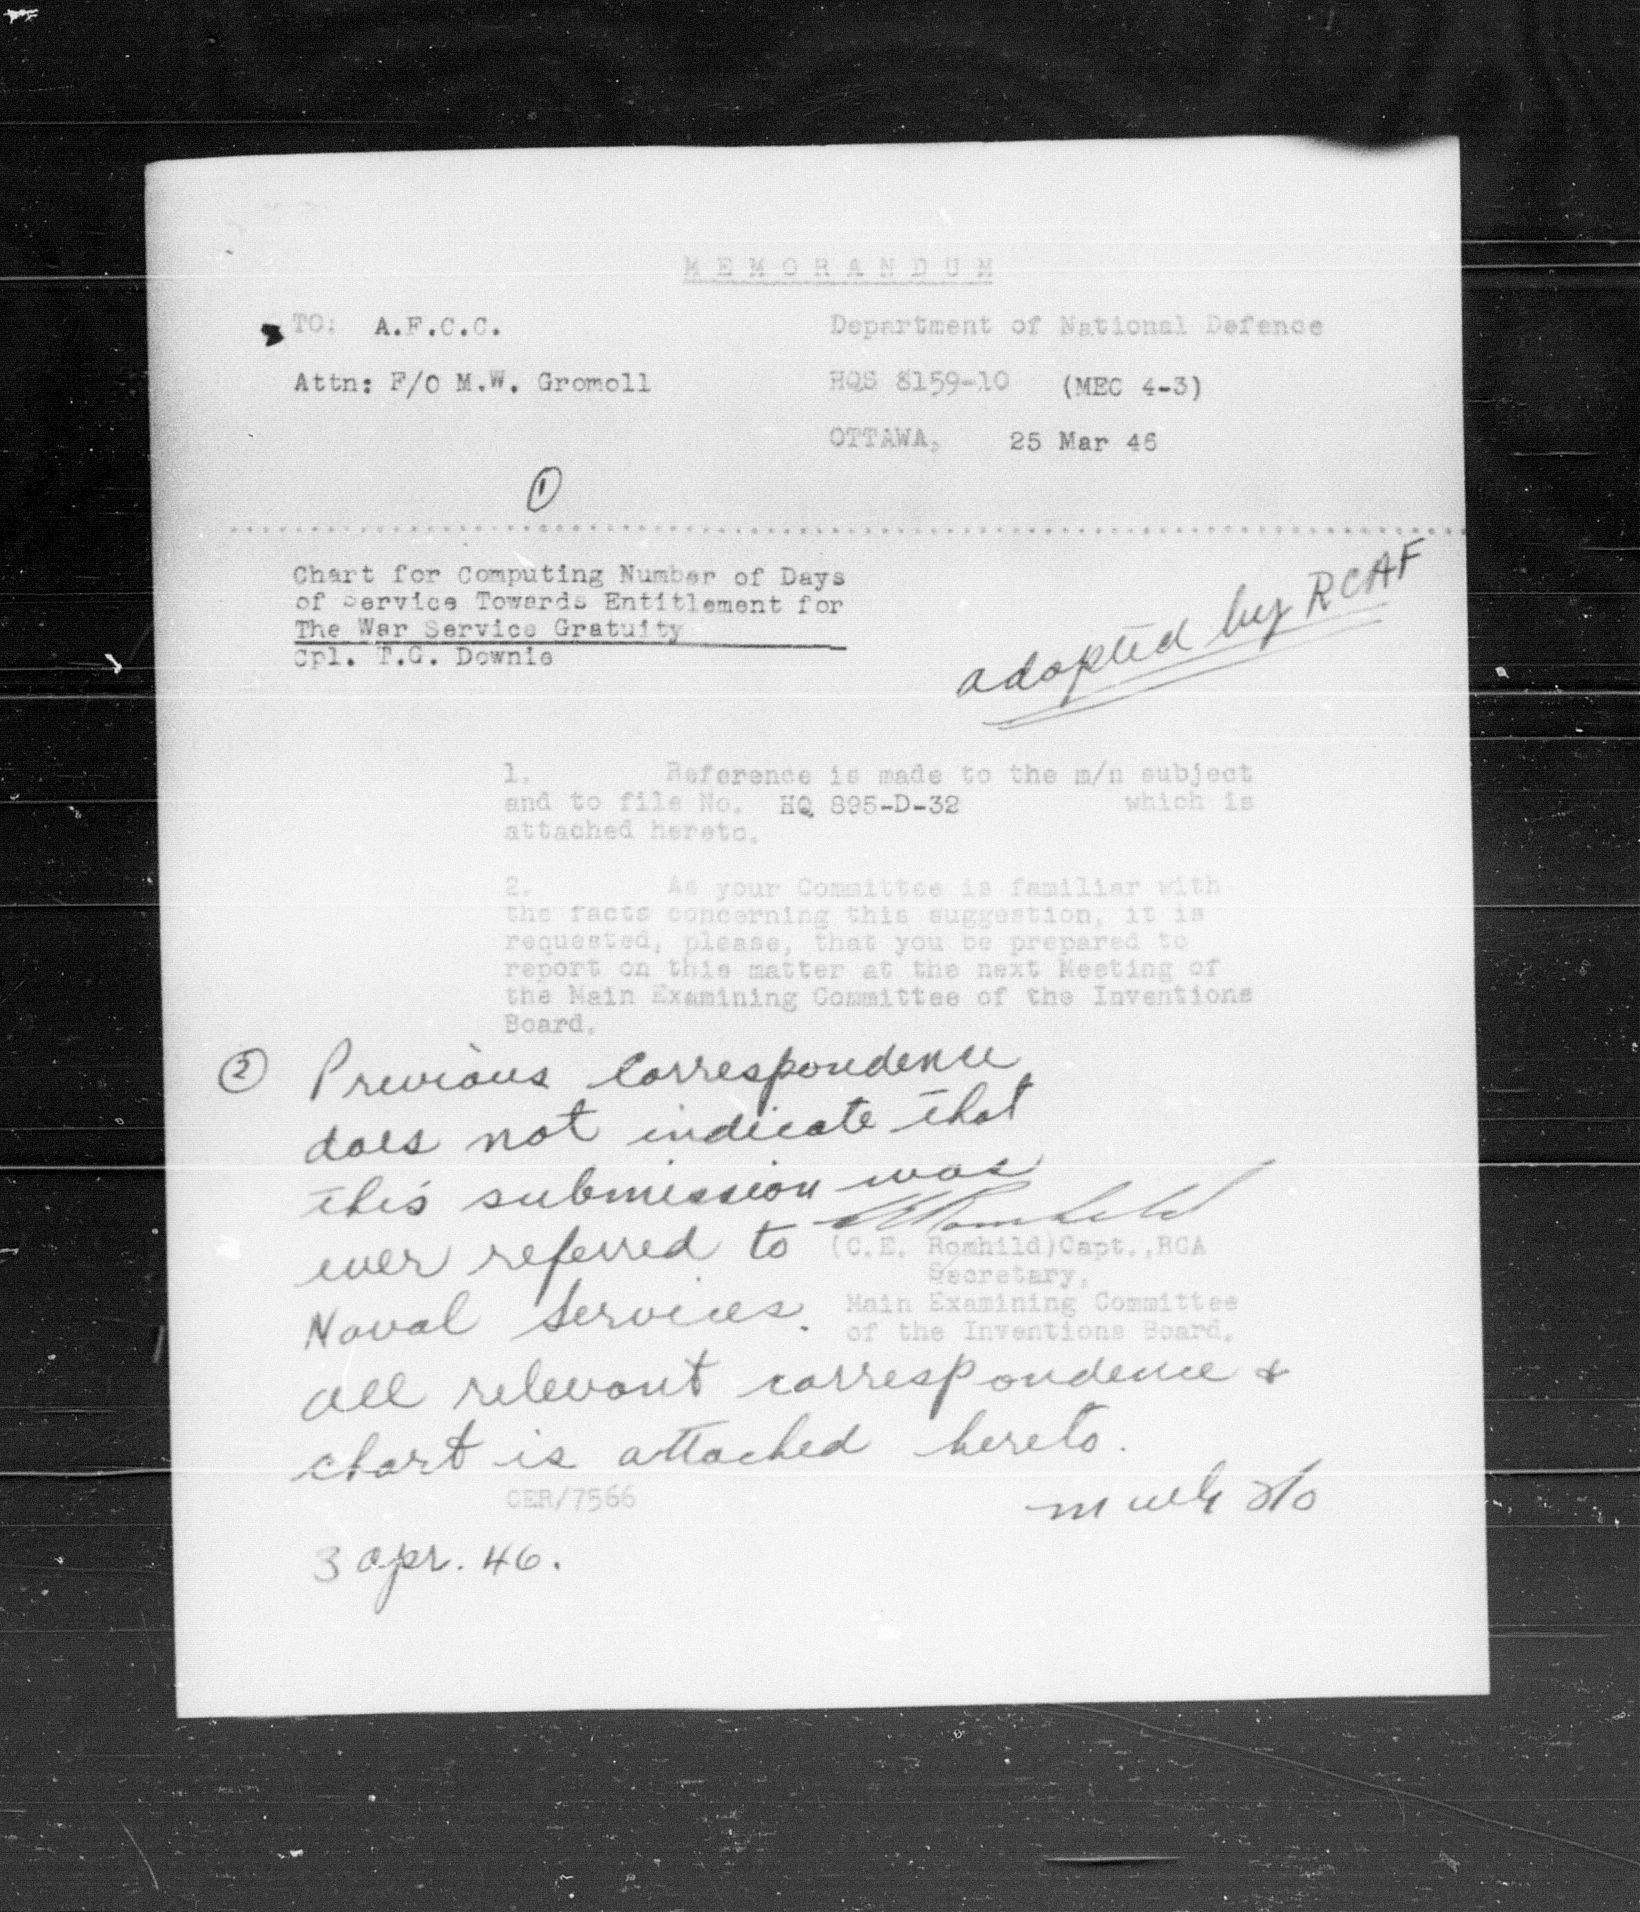 MEMORANDUM
TO: A.F.C.C.
Department of National Defence
Attn: F/O M.W. Gromoll
HQS 8159-10 (MEC 4-3)
OTTAWA, 25 Mar 46
①
Chart for Computing Number of Days
of Service Towards Entitlement for
The War Service Gratuity
Cpl. T.G. Downie
adopted by RCAF
1. Reference is made to the m/n subject
and to file No. HQ 895-D-32 which is
attached hereto.
2. As your Committee is familiar with
the facts concerning this suggestion, it is
requested, please, that you be prepared to
report on this matter at the next Meeting of
the Main Examining Committee of the Inventions
Board.
② Previous correspondence
does not indicate that
this submission was
ever referred to
Naval Services.
CE Romhild
(C.E. Romhild)Capt.,RCA
Secretary,
Main Examining Committee
of the Inventions Board.
all relevant correspondence &
chart is attached hereto.
CER/7566
3 apr. 46.